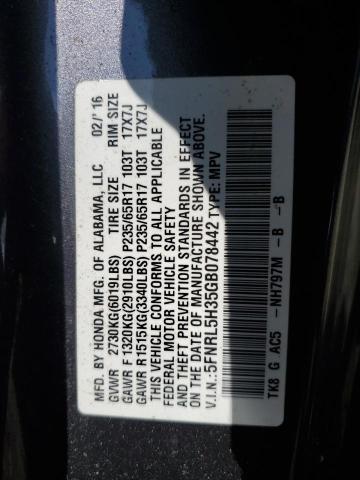 MFD. BY HONDA MFG. OF ALABAMA, LLC 02/'16
GVWR 2730KG(6019LBS) TIRE SIZE RIM SIZE
GAWR F1320KG(2910LBS) P235/65R17 103T 17X7J
GAWR R1515KG(3340LBS) P235/65R17 103T 17X7J
THIS VEHICLE CONFORMS TO ALL APPLICABLE
FEDERAL MOTOR VEHICLE SAFETY
AND THEFT PREVENTION STANDARDS IN EFFECT
ON THE DATE OF MANUFACTURE SHOWN ABOVE.
V.I.N.:5FNRL5H35GB078442 TYPE: MPV
TK8 G AC5 -NH797M -B -B